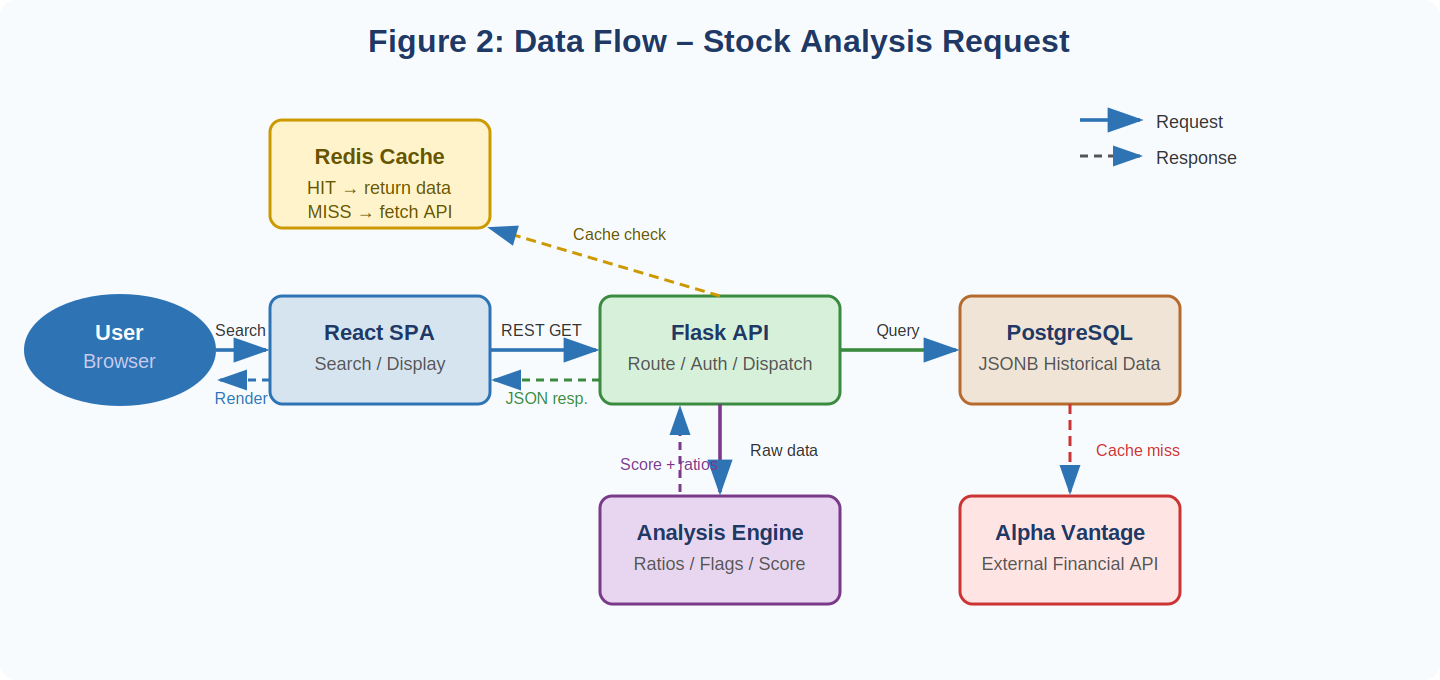 Figure 2: Data Flow – Stock Analysis Request
Request
Response
Redis Cache
HIT → return data
MISS → fetch API
Cache check
User
Browser
Search
Render
React SPA
Search / Display
REST GET
JSON resp.
Flask API
Route / Auth / Dispatch
Query
PostgreSQL
JSONB Historical Data
Score + ratios
Raw data
Cache miss
Analysis Engine
Ratios / Flags / Score
Alpha Vantage
External Financial API